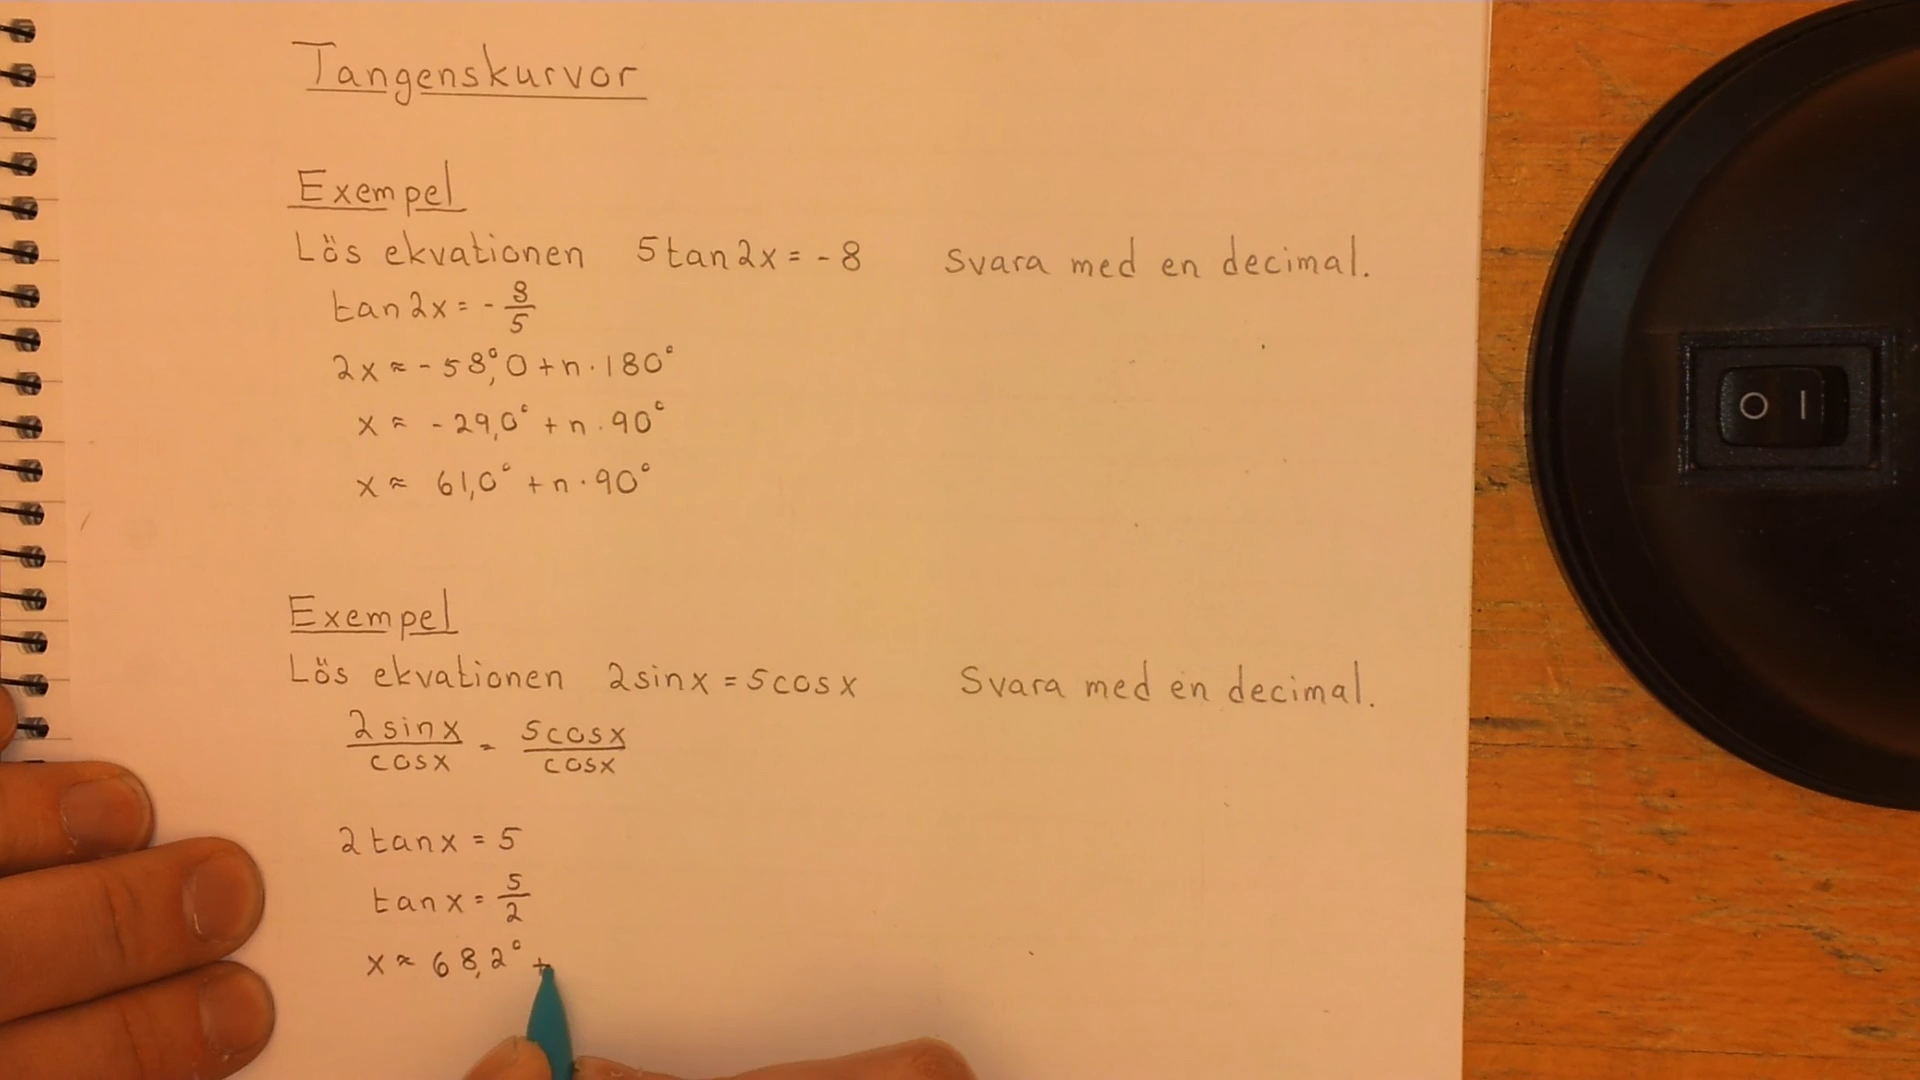 Tangenskurvor
Exempel
Lös ekvationen 5tan2x = -8 Svara med en decimal.
tan2x = - 8/5
2x ≈ -58°,0 + n · 180°
x ≈ -29,0° + n · 90°
x ≈ 61,0° + n · 90°
Exempel
Lös ekvationen 2sinx = 5cosx Svara med en decimal.
2sinx/cosx = 5cosx/cosx
2tanx = 5
tanx = 5/2
x ≈ 68,2° +
O I